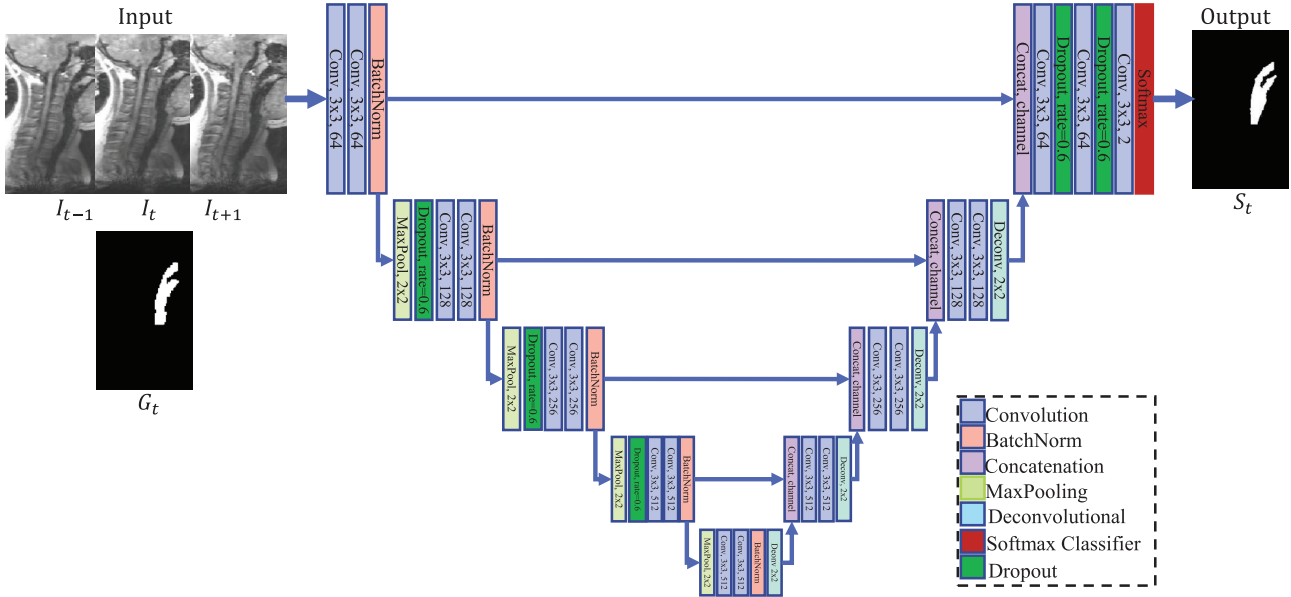 Input
I_{t-1}
I_t
I_{t+1}
G_t
Conv, 3x3, 64
Conv, 3x3, 64
BatchNorm
MaxPool, 2x2
Dropout, rate=0.6
Conv, 3x3, 128
Conv, 3x3, 128
BatchNorm
MaxPool, 2x2
Dropout, rate=0.6
Conv, 3x3, 256
Conv, 3x3, 256
BatchNorm
MaxPool, 2x2
Dropout, rate=0.6
Conv, 3x3, 512
Conv, 3x3, 512
BatchNorm
MaxPool, 2x2
Conv, 3x3, 512
Conv, 3x3, 512
BatchNorm
Deconv 2x2
Concat, channel
Conv, 3x3, 512
Conv, 3x3, 512
Deconv, 2x2
Concat, channel
Conv, 3x3, 256
Conv, 3x3, 256
Deconv, 2x2
Concat, channel
Conv, 3x3, 128
Conv, 3x3, 128
Deconv, 2x2
Concat, channel
Conv, 3x3, 64
Dropout, rate=0.6
Conv, 3x3, 64
Dropout, rate=0.6
Conv, 3x3, 2
Softmax
Output
S_t
Convolution
BatchNorm
Concatenation
MaxPooling
Deconvolutional
Softmax Classifier
Dropout